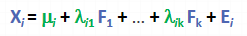 Xᵢ = μᵢ + λᵢ₁ F₁ + ... + λᵢₖ Fₖ + Eᵢ